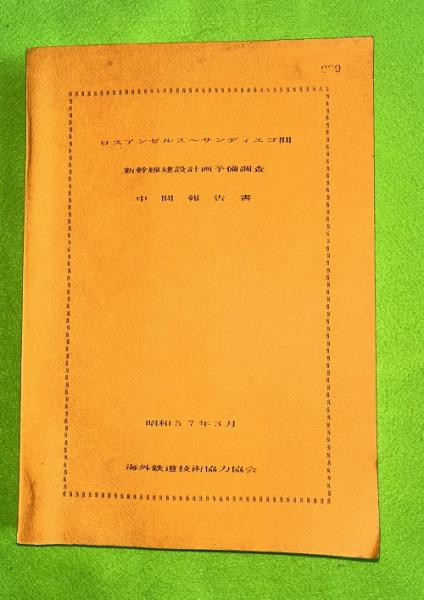 ロスアンゼルス〜サンディエゴ間
新幹線建設計画予備調査
中間報告書
昭和57年3月
海外鉄道技術協力協会